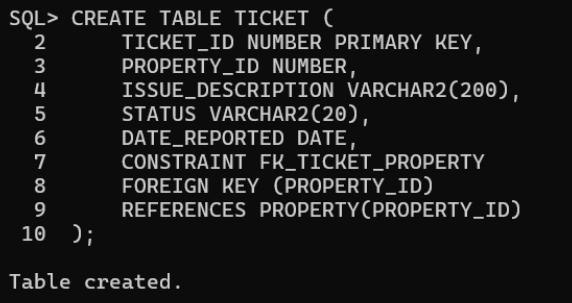 SQL> CREATE TABLE TICKET (
  2      TICKET_ID NUMBER PRIMARY KEY,
  3      PROPERTY_ID NUMBER,
  4      ISSUE_DESCRIPTION VARCHAR2(200),
  5      STATUS VARCHAR2(20),
  6      DATE_REPORTED DATE,
  7      CONSTRAINT FK_TICKET_PROPERTY
  8      FOREIGN KEY (PROPERTY_ID)
  9      REFERENCES PROPERTY(PROPERTY_ID)
 10  );
Table created.